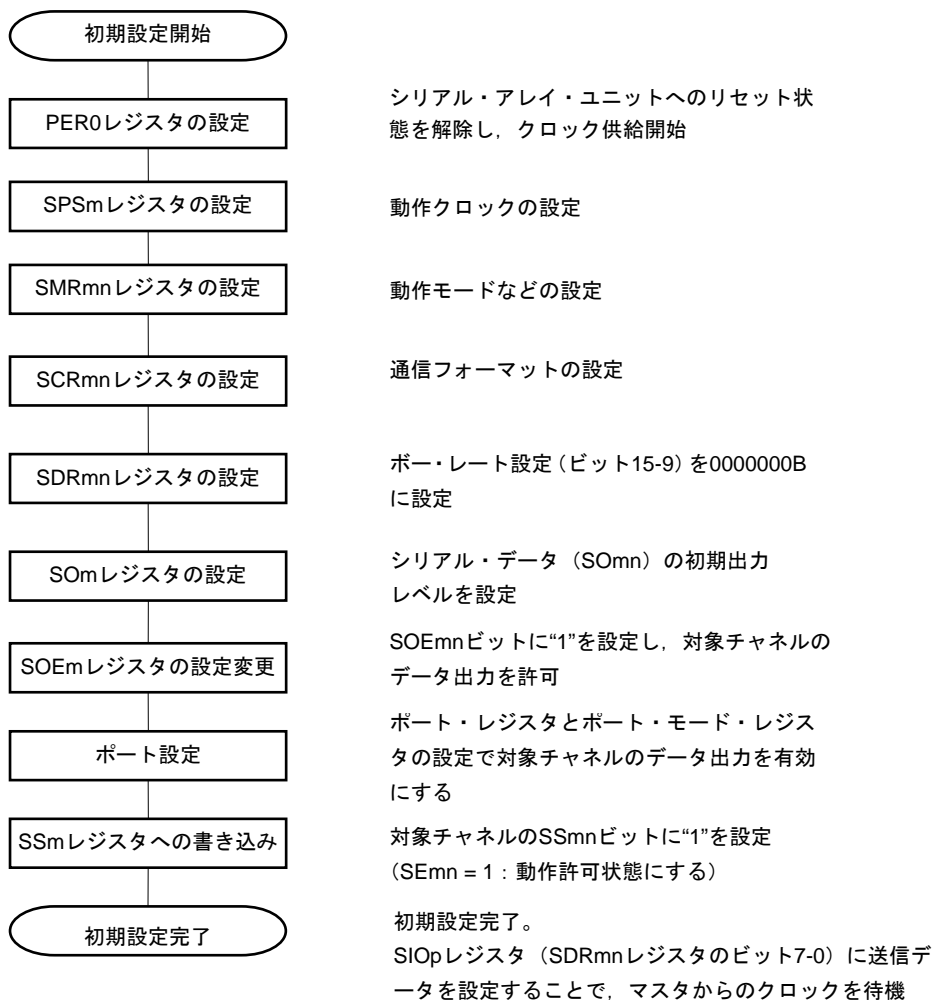 初期設定開始
PER0レジスタの設定
シリアル・アレイ・ユニットへのリセット状
態を解除し，クロック供給開始
SPSmレジスタの設定
動作クロックの設定
SMRmnレジスタの設定
動作モードなどの設定
SCRmnレジスタの設定
通信フォーマットの設定
SDRmnレジスタの設定
ボー・レート設定（ビット15-9）を0000000B
に設定
SOmレジスタの設定
シリアル・データ（SOmn）の初期出力
レベルを設定
SOEmレジスタの設定変更
SOEmnビットに“1”を設定し，対象チャネルの
データ出力を許可
ポート設定
ポート・レジスタとポート・モード・レジス
タの設定で対象チャネルのデータ出力を有効
にする
SSmレジスタへの書き込み
対象チャネルのSSmnビットに“1”を設定
（SEmn = 1：動作許可状態にする）
初期設定完了
初期設定完了。
SIOpレジスタ（SDRmnレジスタのビット7-0）に送信デ
ータを設定することで，マスタからのクロックを待機